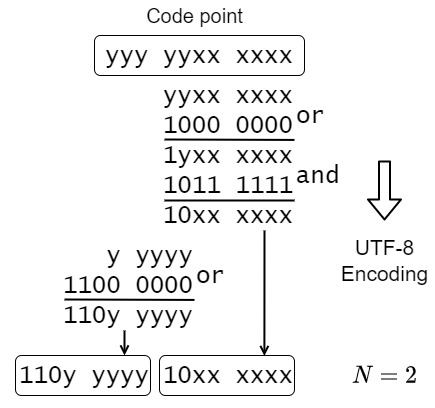 Code point
yyy yyxx xxxx
yyxx xxxx
1000 0000 or
1yxx xxxx
1011 1111 and
10xx xxxx
y yyyy
1100 0000 or
110y yyyy
UTF-8
Encoding
110y yyyy 10xx xxxx
N = 2